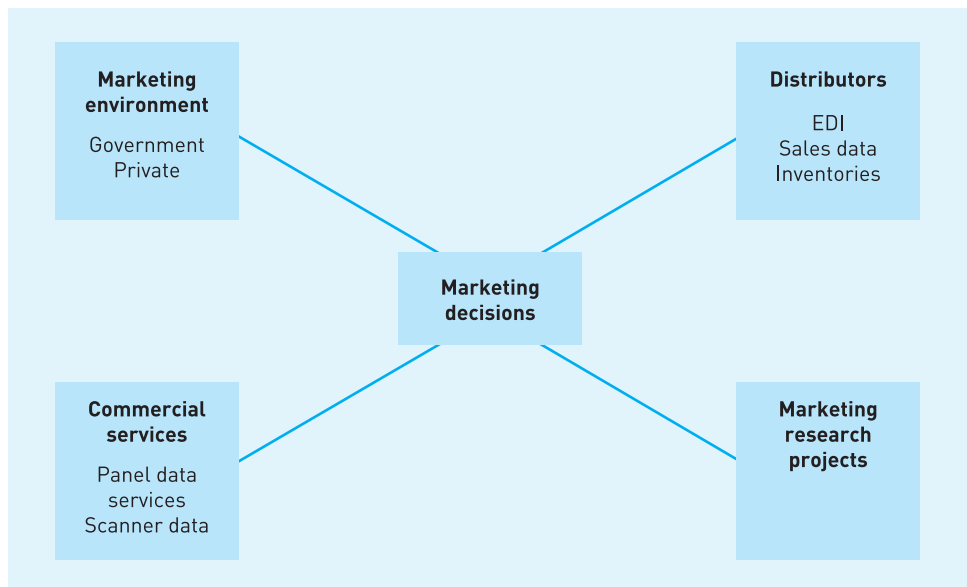 Marketing
environment
Government
Private
Distributors
EDI
Sales data
Inventories
Marketing
decisions
Commercial
services
Panel data
services
Scanner data
Marketing
research
projects